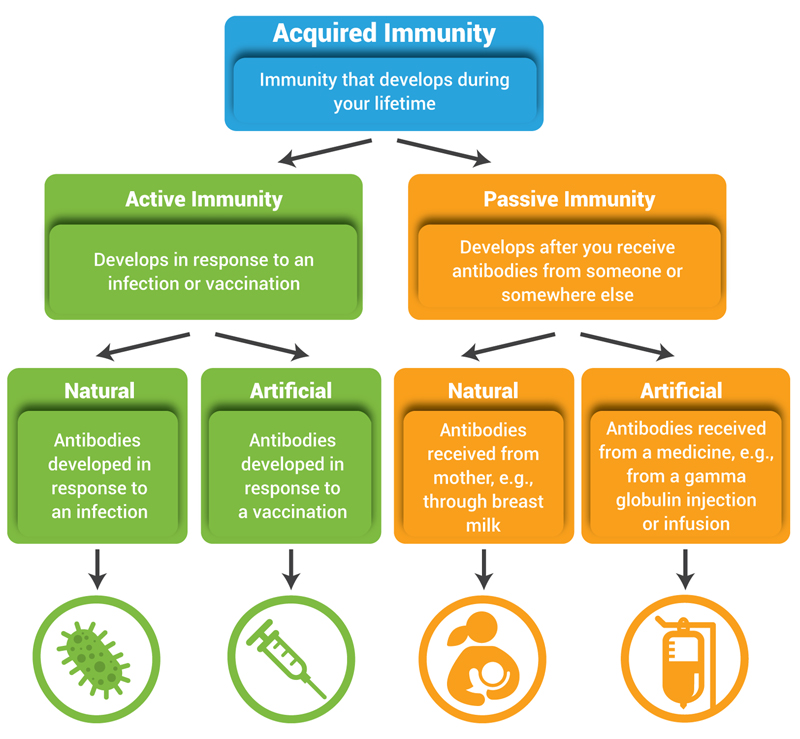 Acquired Immunity
Immunity that develops during
your lifetime
Active Immunity
Develops in response to an
infection or vaccination
Passive Immunity
Develops after you receive
antibodies from someone or
somewhere else
Natural
Antibodies
developed in
response to
an infection
Artificial
Antibodies
developed in
response to
a vaccination
Natural
Antibodies
received from
mother, e.g.,
through breast
milk
Artificial
Antibodies received
from a medicine, e.g.,
from a gamma
globulin injection
or infusion